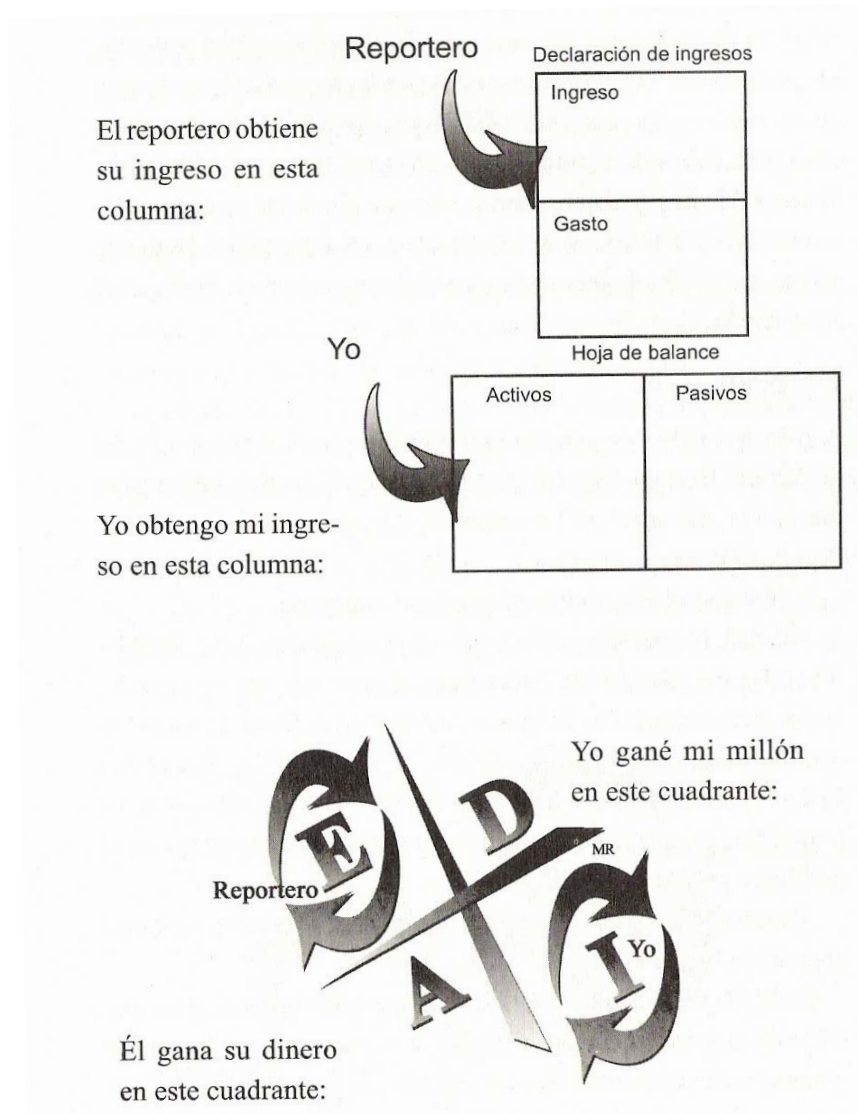 Reportero
Declaración de ingresos
Ingreso
El reportero obtiene
su ingreso en esta
columna:
Gasto
Yo
Hoja de balance
Activos
Pasivos
Yo obtengo mi ingre-
so en esta columna:
Yo gané mi millón
en este cuadrante:
E
D
MR
Reportero
A
I
Yo
Él gana su dinero
en este cuadrante: